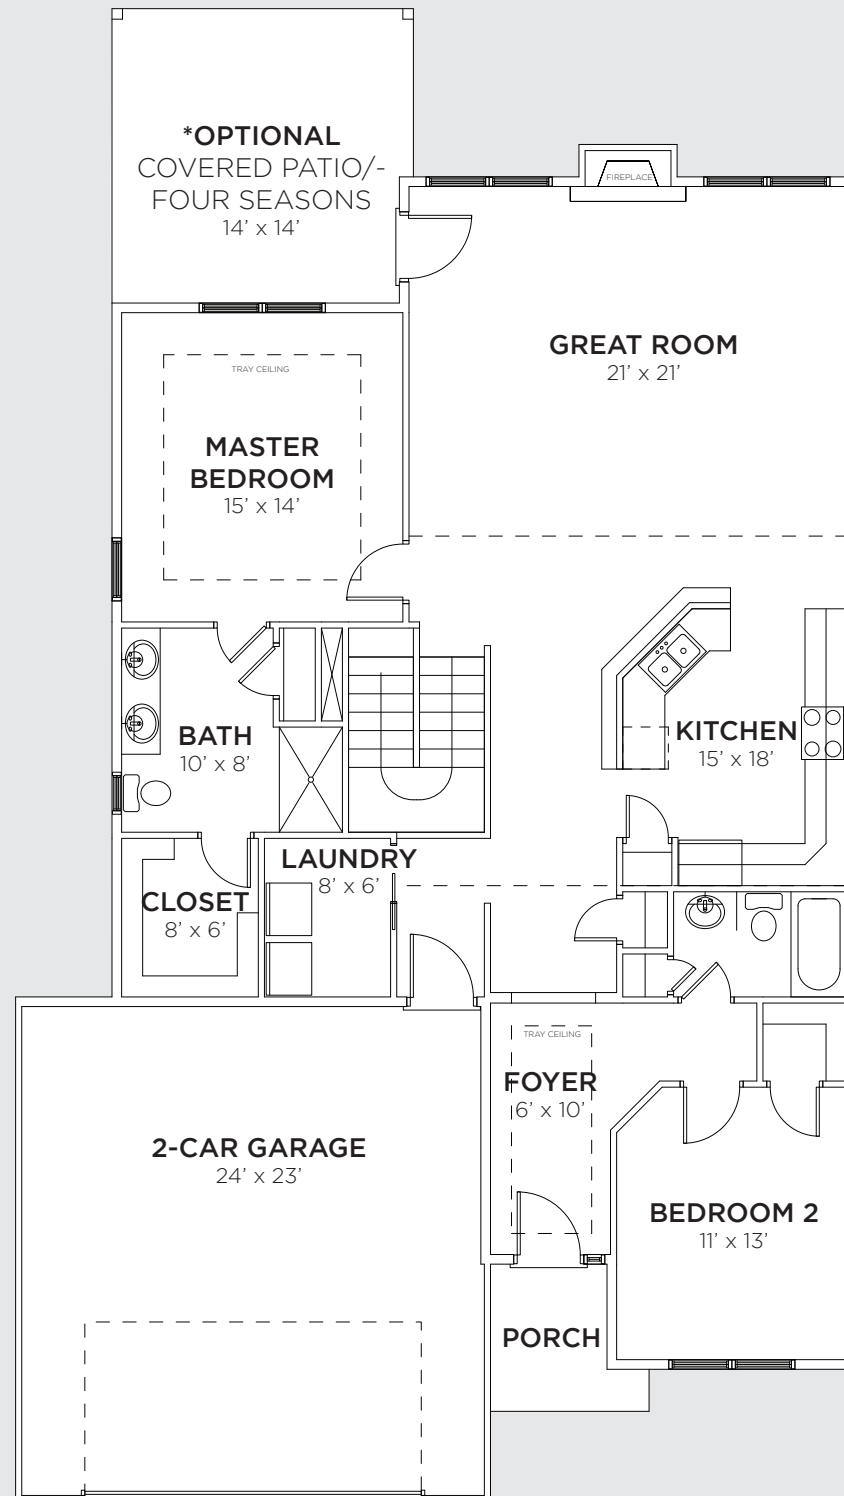 *OPTIONAL
COVERED PATIO/-
FOUR SEASONS
14’ x 14’
FIREPLACE
GREAT ROOM
21’ x 21’
TRAY CEILING
MASTER
BEDROOM
15’ x 14’
KITCHEN
15’ x 18’
BATH
10’ x 8’
LAUNDRY
8’ x 6’
CLOSET
8’ x 6’
TRAY CEILING
FOYER
6’ x 10’
2-CAR GARAGE
24’ x 23’
BEDROOM 2
11’ x 13’
PORCH